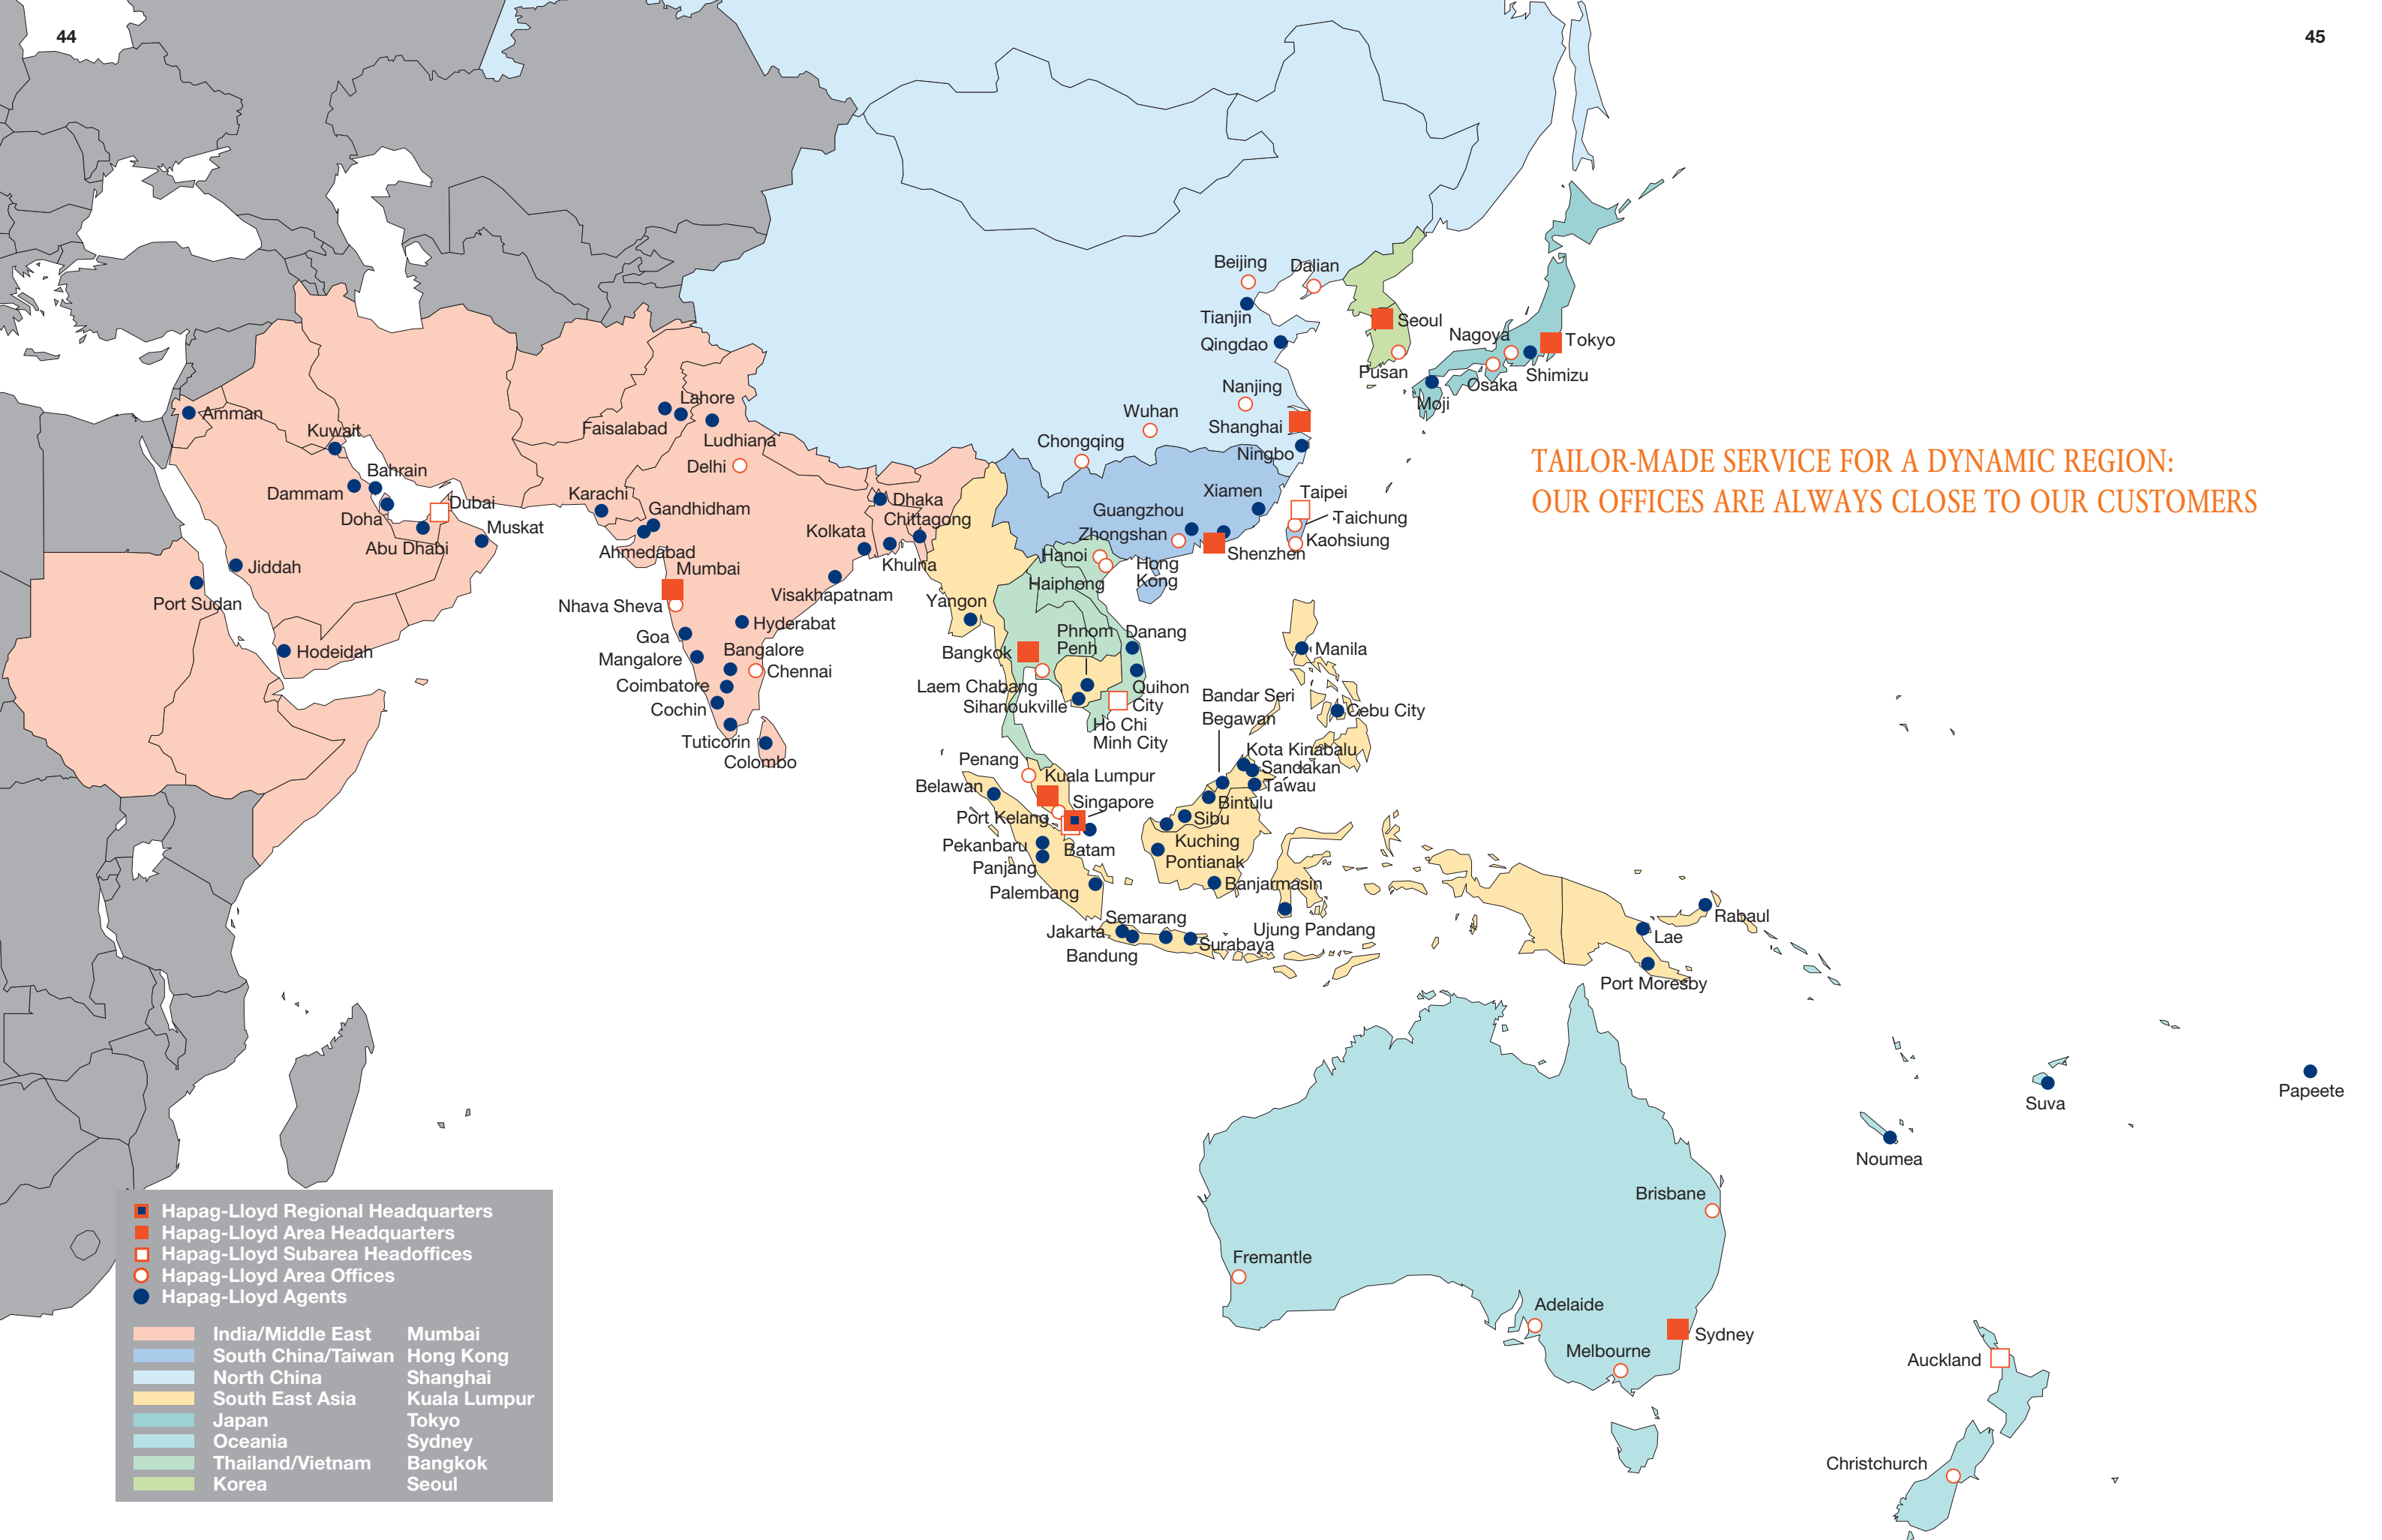 44
45
TAILOR-MADE SERVICE FOR A DYNAMIC REGION:
OUR OFFICES ARE ALWAYS CLOSE TO OUR CUSTOMERS
Beijing
Dalian
Tianjin
Qingdao
Seoul
Pusan
Nagoya
Tokyo
Shimizu
Osaka
Moji
Nanjing
Wuhan
Shanghai
Chongqing
Ningbo
Xiamen
Taipei
Guangzhou
Taichung
Zhongshan
Kaohsiung
Shenzhen
Hong
Kong
Hanoi
Haiphong
Amman
Kuwait
Bahrain
Dammam
Doha
Dubai
Abu Dhabi
Muskat
Jiddah
Port Sudan
Hodeidah
Lahore
Faisalabad
Ludhiana
Delhi
Karachi
Gandhidham
Ahmedabad
Mumbai
Nhava Sheva
Goa
Mangalore
Coimbatore
Cochin
Tuticorin
Colombo
Hyderabat
Bangalore
Chennai
Visakhapatnam
Kolkata
Dhaka
Chittagong
Khulna
Yangon
Bangkok
Laem Chabang
Phnom
Penh
Sihanoukville
Danang
Quihon
City
Ho Chi
Minh City
Manila
Cebu City
Bandar Seri
Begawan
Kota Kinabalu
Sandakan
Tawau
Bintulu
Sibu
Kuching
Pontianak
Banjarmasin
Ujung Pandang
Penang
Kuala Lumpur
Belawan
Singapore
Port Kelang
Pekanbaru
Batam
Panjang
Palembang
Semarang
Jakarta
Surabaya
Bandung
Rabaul
Lae
Port Moresby
Papeete
Suva
Noumea
Brisbane
Fremantle
Adelaide
Sydney
Melbourne
Auckland
Christchurch
Hapag-Lloyd Regional Headquarters
Hapag-Lloyd Area Headquarters
Hapag-Lloyd Subarea Headoffices
Hapag-Lloyd Area Offices
Hapag-Lloyd Agents
India/Middle East Mumbai
South China/Taiwan Hong Kong
North China Shanghai
South East Asia Kuala Lumpur
Japan Tokyo
Oceania Sydney
Thailand/Vietnam Bangkok
Korea Seoul